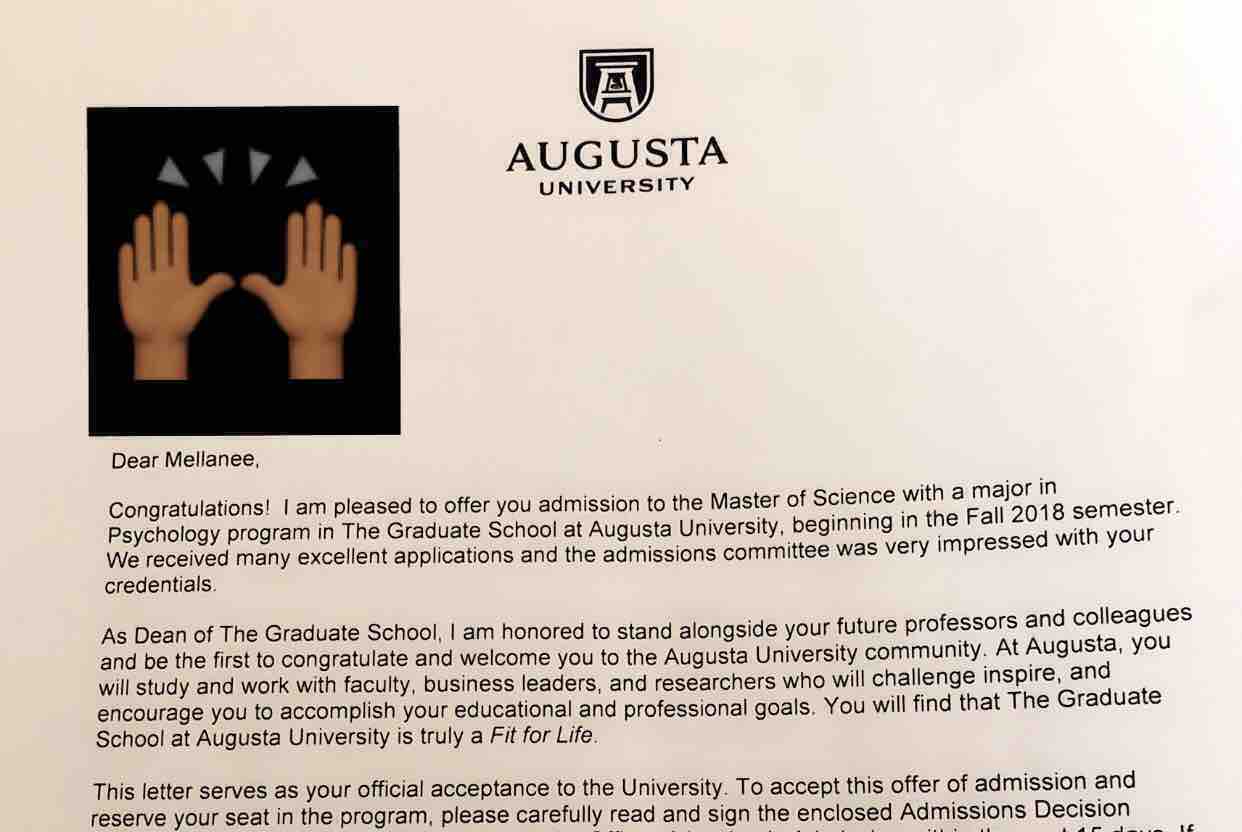 AUGUSTA
UNIVERSITY
Dear Mellanee,
Congratulations! I am pleased to offer you admission to the Master of Science with a major in
Psychology program in The Graduate School at Augusta University, beginning in the Fall 2018 semester.
We received many excellent applications and the admissions committee was very impressed with your
credentials.
As Dean of The Graduate School, I am honored to stand alongside your future professors and colleagues
and be the first to congratulate and welcome you to the Augusta University community. At Augusta, you
will study and work with faculty, business leaders, and researchers who will challenge inspire, and
encourage you to accomplish your educational and professional goals. You will find that The Graduate
School at Augusta University is truly a Fit for Life.
This letter serves as your official acceptance to the University. To accept this offer of admission and
reserve your seat in the program, please carefully read and sign the enclosed Admissions Decision
15 days. If